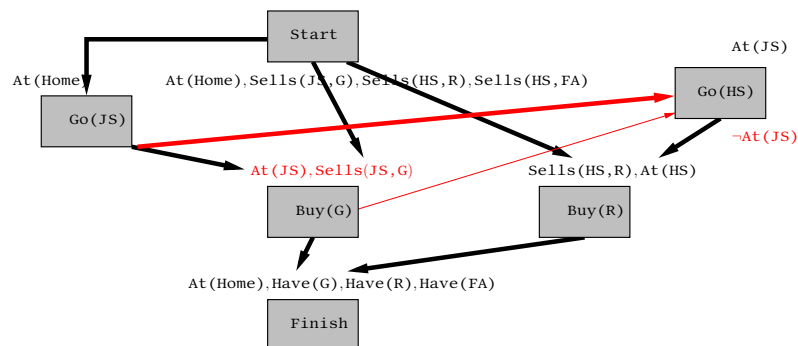 Start
At(JS)
At(Home)
At(Home),Sells(JS,G),Sells(HS,R),Sells(HS,FA)
Go(HS)
Go(JS)
¬At(JS)
At(JS),Sells(JS,G)
Sells(HS,R),At(HS)
Buy(G)
Buy(R)
At(Home),Have(G),Have(R),Have(FA)
Finish